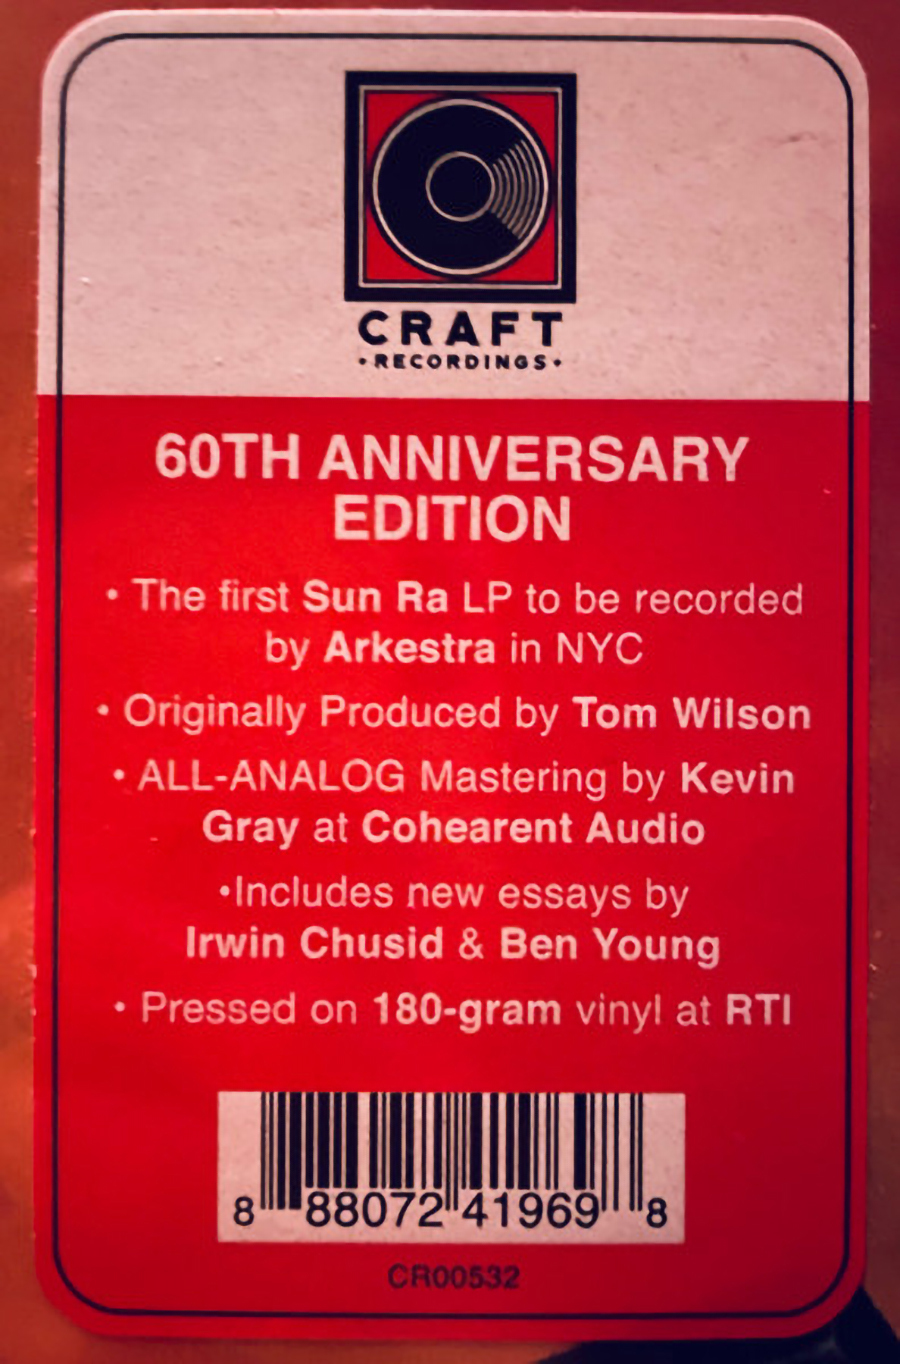 CRAFT
•RECORDINGS•
60TH ANNIVERSARY
EDITION
• The first Sun Ra LP to be recorded
by Arkestra in NYC
• Originally Produced by Tom Wilson
• ALL-ANALOG Mastering by Kevin
Gray at Cohearent Audio
•Includes new essays by
Irwin Chusid & Ben Young
• Pressed on 180-gram vinyl at RTI
8 88072 41969 8
CR00532